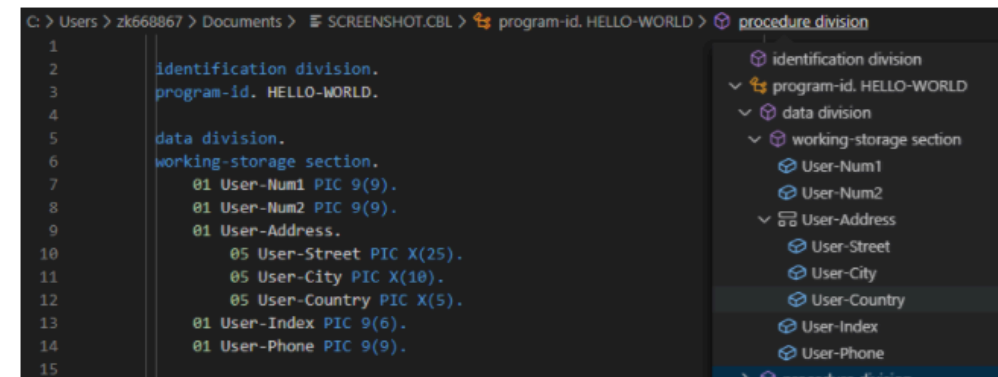 C: > Users > zk668867 > Documents > SCREENSHOT.CBL > program-id. HELLO-WORLD > procedure division
1
2 identification division.
3 program-id. HELLO-WORLD.
4
5 data division.
6 working-storage section.
7 01 User-Num1 PIC 9(9).
8 01 User-Num2 PIC 9(9).
9 01 User-Address.
10 05 User-Street PIC X(25).
11 05 User-City PIC X(10).
12 05 User-Country PIC X(5).
13 01 User-Index PIC 9(6).
14 01 User-Phone PIC 9(9).
15
identification division
program-id. HELLO-WORLD
data division
working-storage section
User-Num1
User-Num2
User-Address
User-Street
User-City
User-Country
User-Index
User-Phone